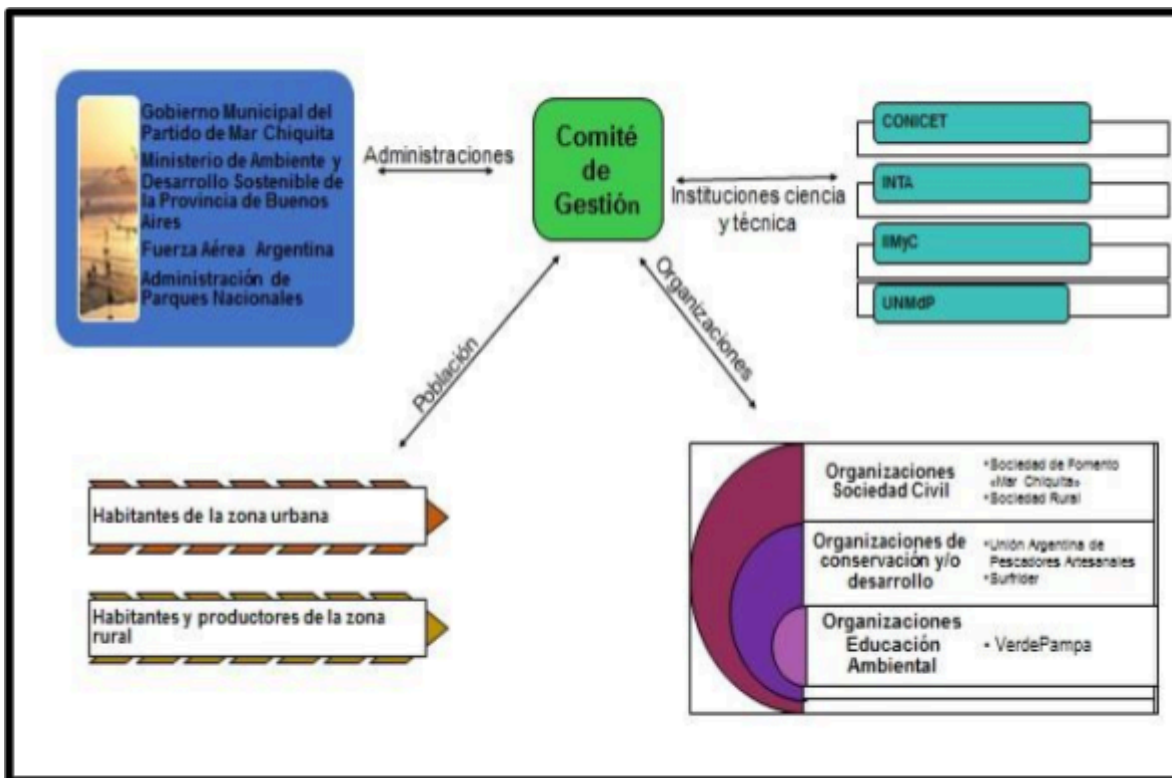 Gobierno Municipal del
Partido de Mar Chiquita
Ministerio de Ambiente y
Desarrollo Sostenible de
la Provincia de Buenos
Aires
Fuerza Aérea Argentina
Administración de
Parques Nacionales
Administraciones
Comité
de
Gestión
Instituciones ciencia
y técnica
CONICET
INTA
IIMyC
UNMdP
Población
Organizaciones
Habitantes de la zona urbana
Habitantes y productores de la zona
rural
Organizaciones
Sociedad Civil
•Sociedad de Fomento
«Mar Chiquita»
•Sociedad Rural
Organizaciones de
conservación y/o
desarrollo
•Unión Argentina de
Pescadores Artesanales
•Surfrider
Organizaciones
Educación
Ambiental
• VerdePampa